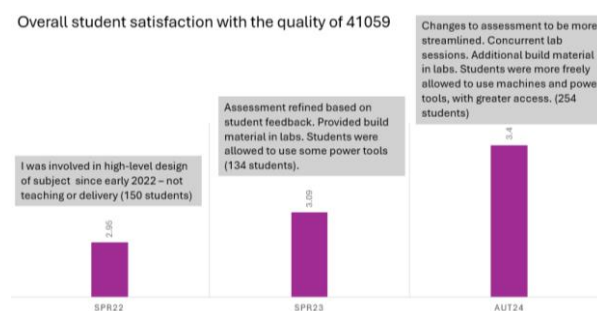 Overall student satisfaction with the quality of 41059
Changes to assessment to be more
streamlined. Concurrent lab
sessions. Additional build material
in labs. Students were more freely
allowed to use machines and powe
tools, with greater access. (254
students)
Assessment refined based on
student feedback. Provided build
material in labs. Students were
allowed to use some power tools
(134 students).
I was involved in high-level design
of subject since early 2022 – not
teaching or delivery (150 students)
2.95
3.09
3.4
SPR22
SPR23
AUT24